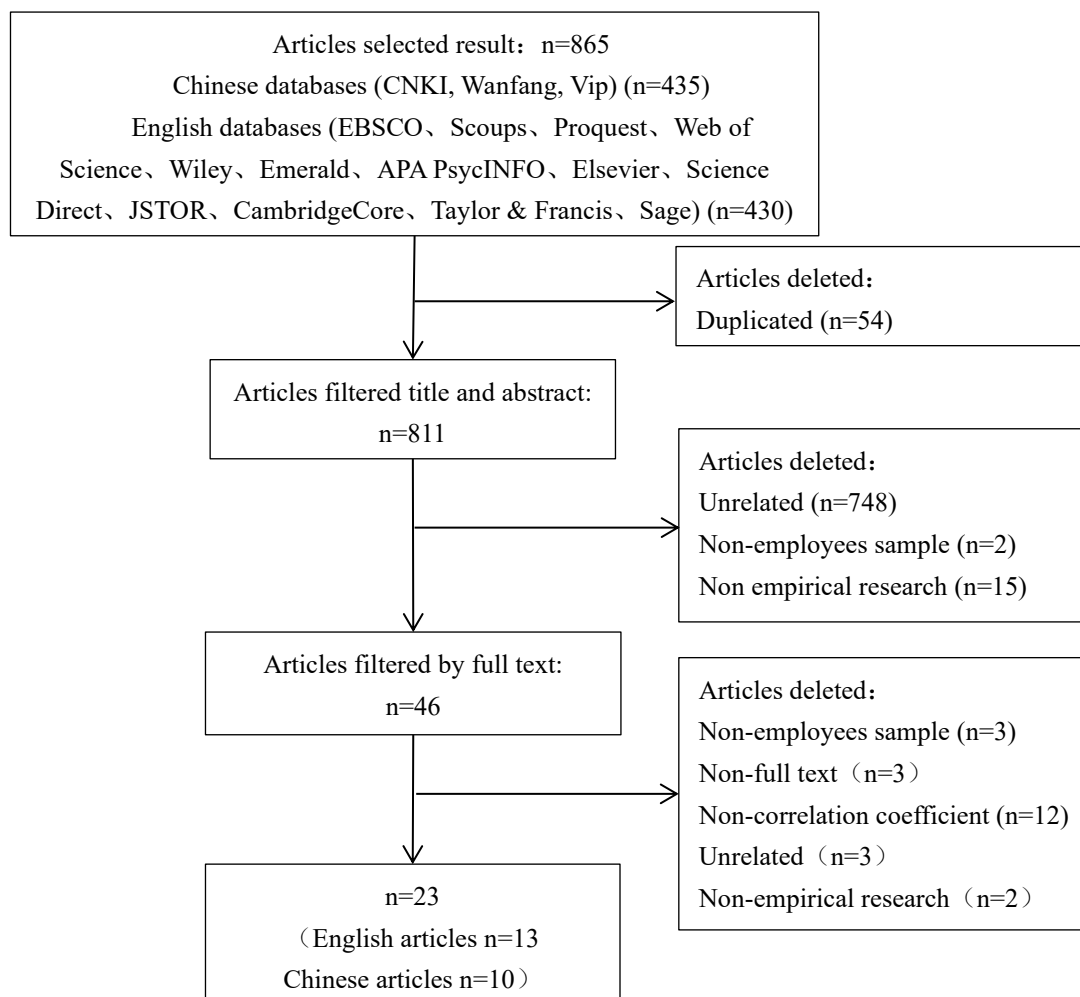 Articles selected result：n=865
Chinese databases (CNKI, Wanfang, Vip) (n=435)
English databases (EBSCO、Scoups、Proquest、Web of
Science、Wiley、Emerald、APA PsycINFO、Elsevier、Science
Direct、JSTOR、CambridgeCore、Taylor & Francis、Sage) (n=430)
Articles deleted：
Duplicated (n=54)
Articles filtered title and abstract:
n=811
Articles deleted：
Unrelated (n=748)
Non-employees sample (n=2)
Non empirical research (n=15)
Articles filtered by full text:
n=46
Articles deleted：
Non-employees sample (n=3)
Non-full text（n=3）
Non-correlation coefficient (n=12)
Unrelated（n=3）
Non-empirical research（n=2）
n=23
（English articles n=13
Chinese articles n=10）